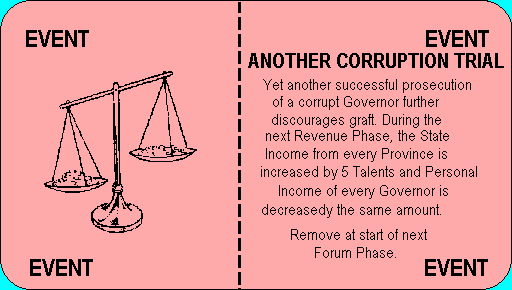 EVENT
EVENT
ANOTHER CORRUPTION TRIAL
Yet another successful prosecution
of a corrupt Governor further
discourages graft. During the
next Revenue Phase, the State
Income from every Province is
increased by 5 Talents and Personal
Income of every Governor is
decreasedy the same amount.
Remove at start of next
Forum Phase.
EVENT
EVENT